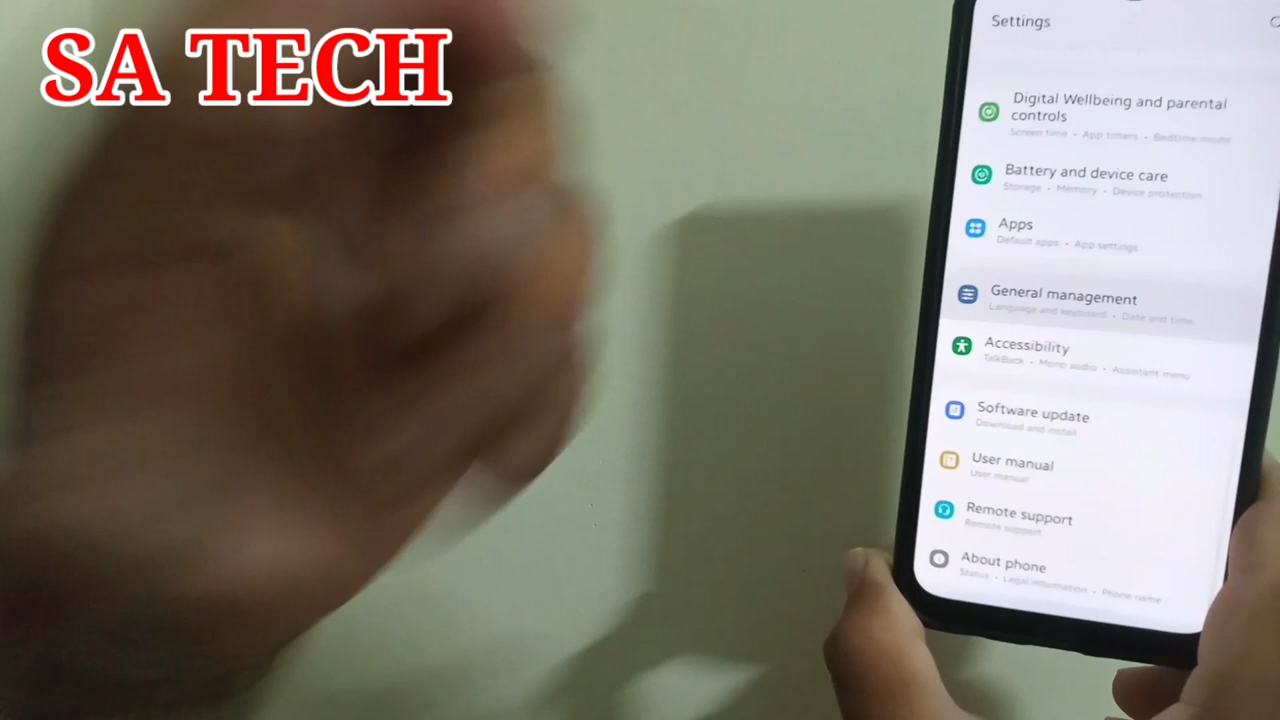 SA TECH
Settings
Digital Wellbeing and parental
controls
Screen time • App timers • Bedtime mode
Battery and device care
Storage • Memory • Device protection
Apps
Default apps • App settings
General management
Language and keyboard • Date and time
Accessibility
TalkBack • Mono audio • Assistant menu
Software update
Download and install
User manual
User manual
Remote support
Remote support
About phone
Status • Legal information • Phone name